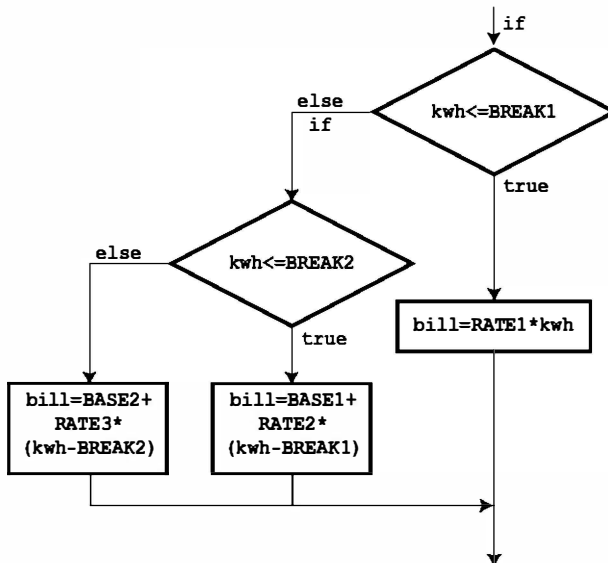 if
kwh<=BREAK1
else
if
true
kwh<=BREAK2
else
true
bill=RATE1*kwh
bill=BASE2+
RATE3*
(kwh-BREAK2)
bill=BASE1+
RATE2*
(kwh-BREAK1)